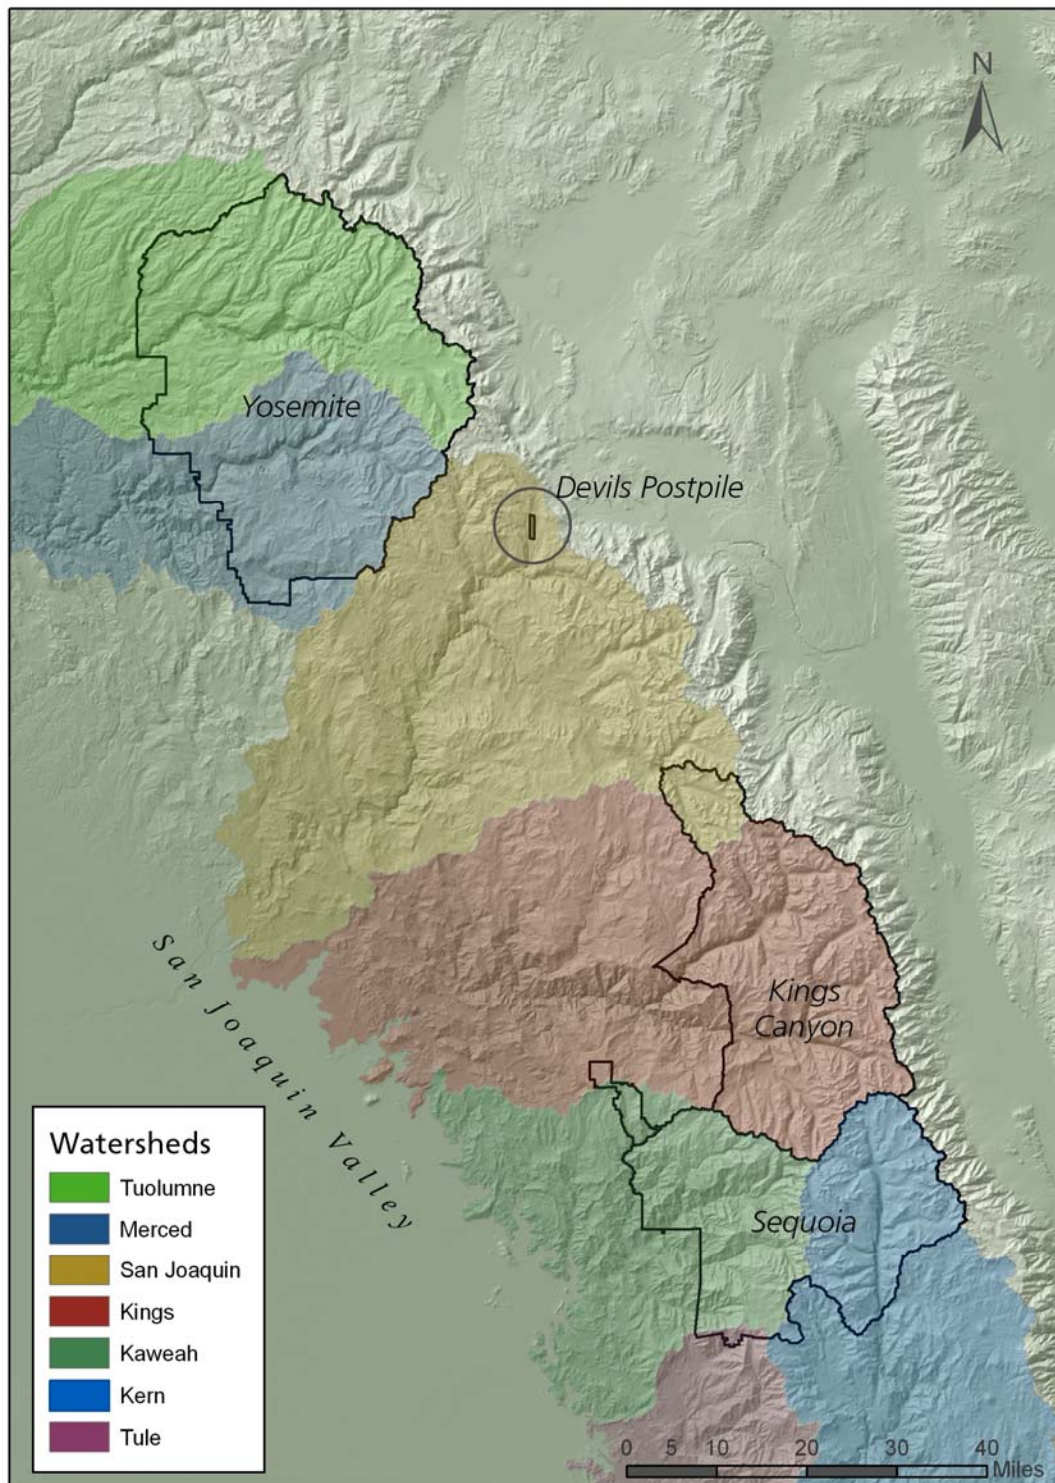 N
Yosemite
Devils Postpile
San Joaquin Valley
Kings
Canyon
Sequoia
Watersheds
Tuolumne
Merced
San Joaquin
Kings
Kaweah
Kern
Tule
0 5 10 20 30 40
Miles